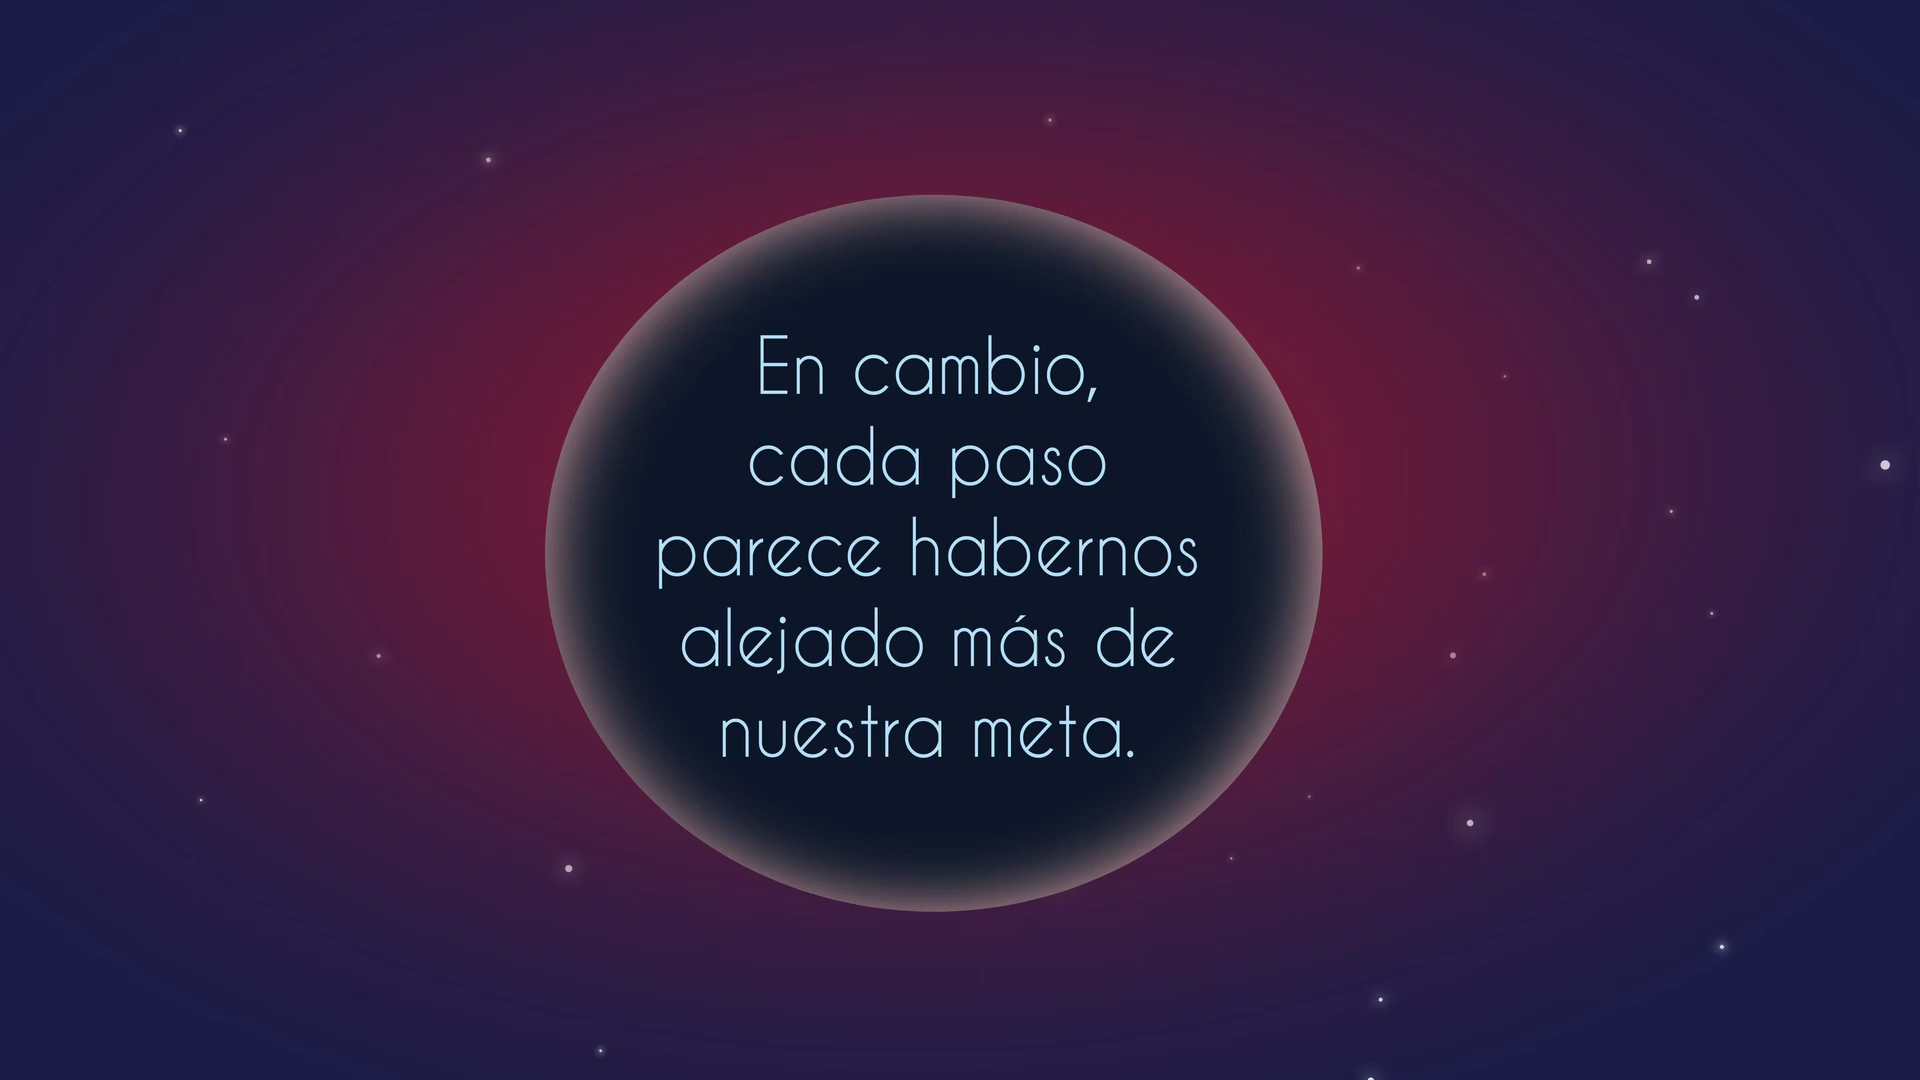 En cambio,
cada paso
parece habernos
alejado más de
nuestra meta.